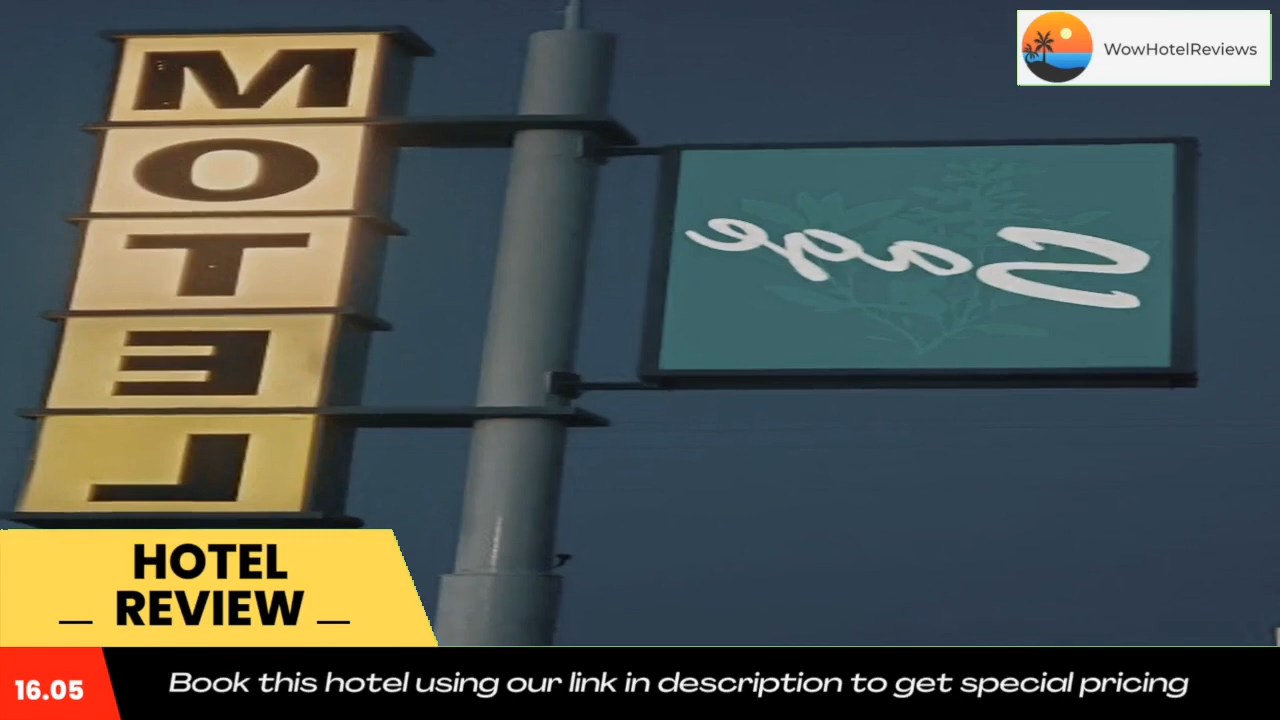 WowHotelReviews
MOTEL
Sage
HOTEL
REVIEW
16.05
Book this hotel using our link in description to get special pricing